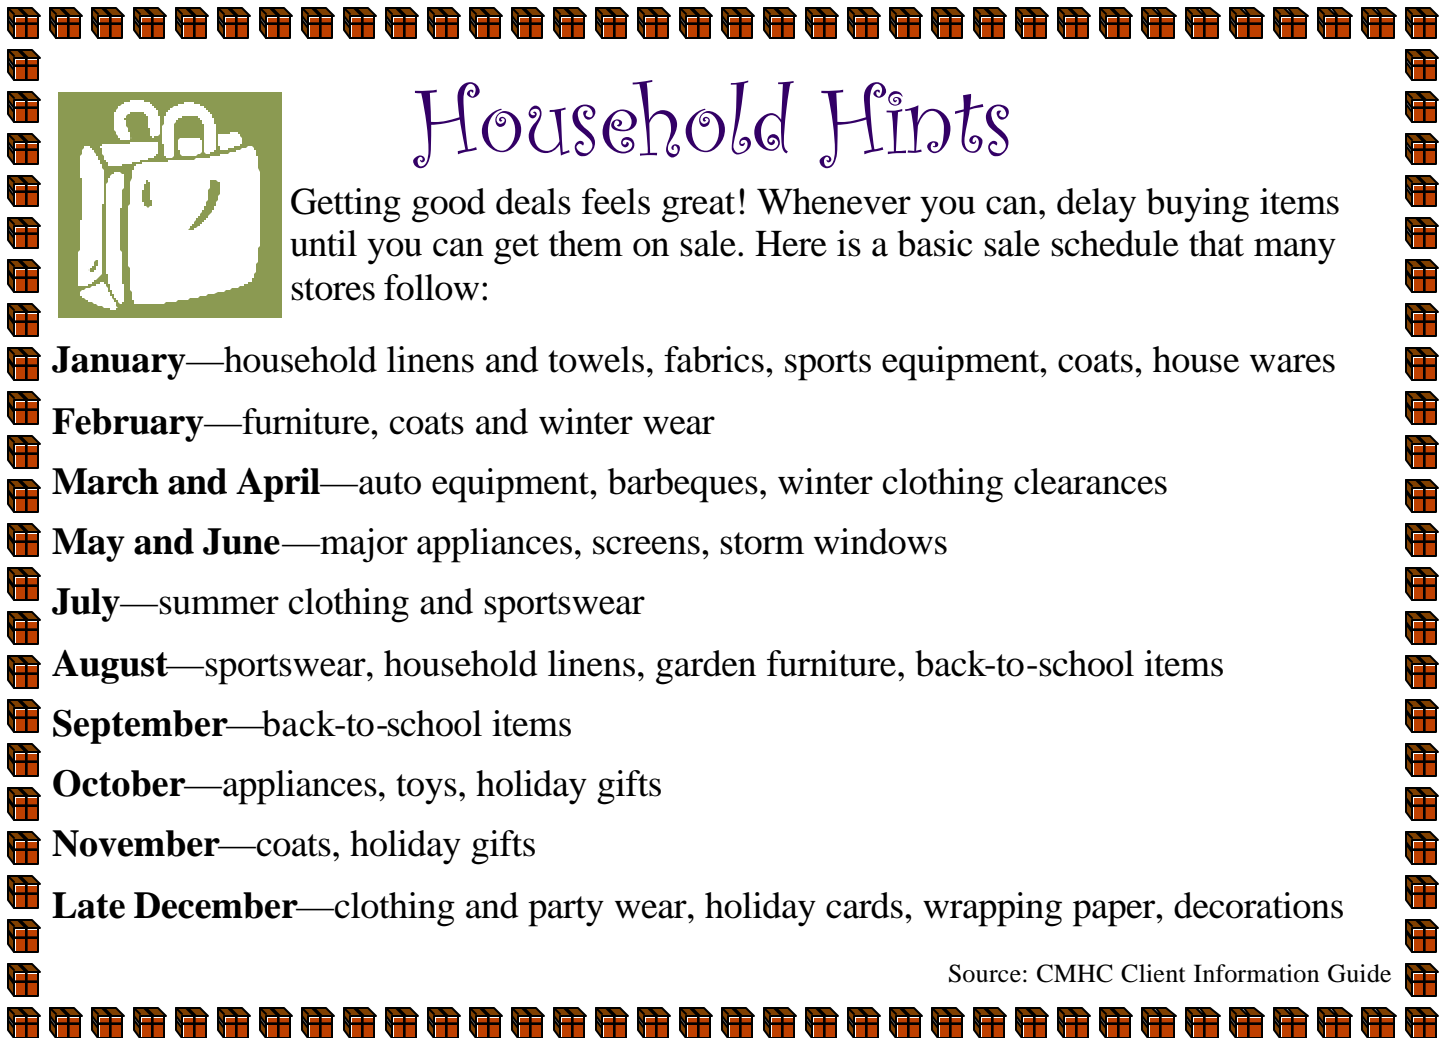 Household Hints
Getting good deals feels great! Whenever you can, delay buying items
until you can get them on sale. Here is a basic sale schedule that many
stores follow:
January—household linens and towels, fabrics, sports equipment, coats, house wares
February—furniture, coats and winter wear
March and April—auto equipment, barbeques, winter clothing clearances
May and June—major appliances, screens, storm windows
July—summer clothing and sportswear
August—sportswear, household linens, garden furniture, back-to-school items
September—back-to-school items
October—appliances, toys, holiday gifts
November—coats, holiday gifts
Late December—clothing and party wear, holiday cards, wrapping paper, decorations
Source: CMHC Client Information Guide